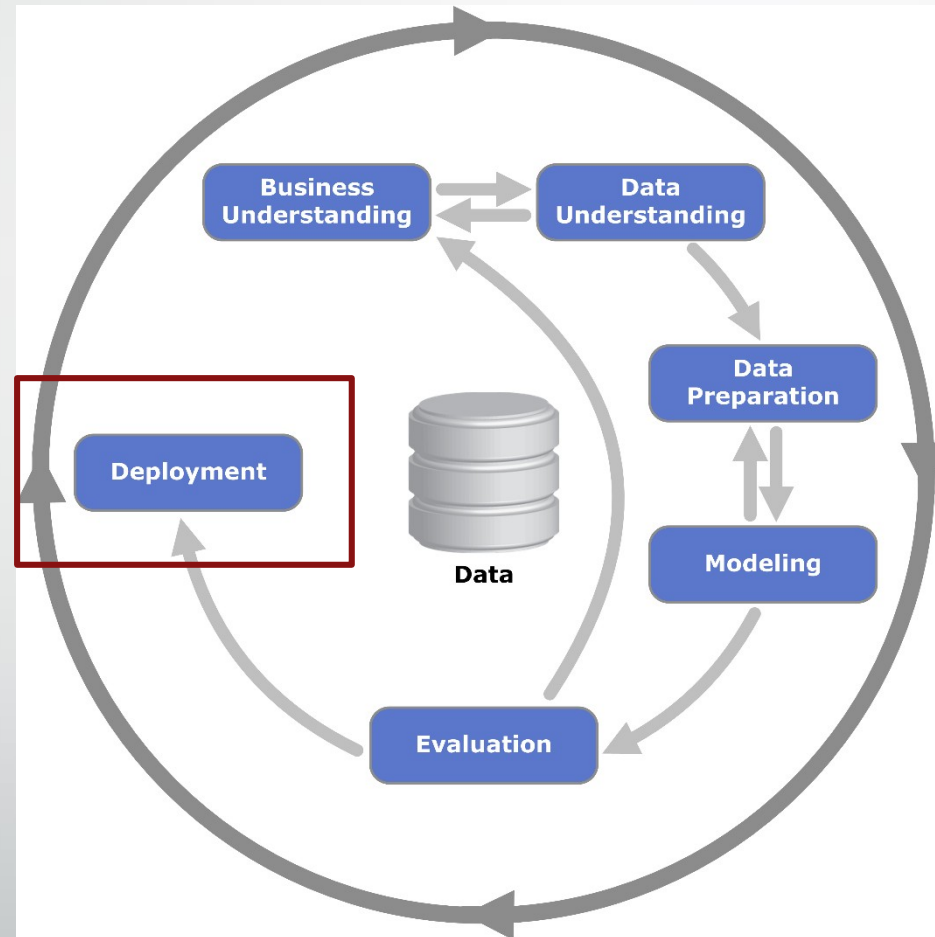 Business
Understanding
Data
Understanding
Data
Preparation
Deployment
Data
Modeling
Evaluation